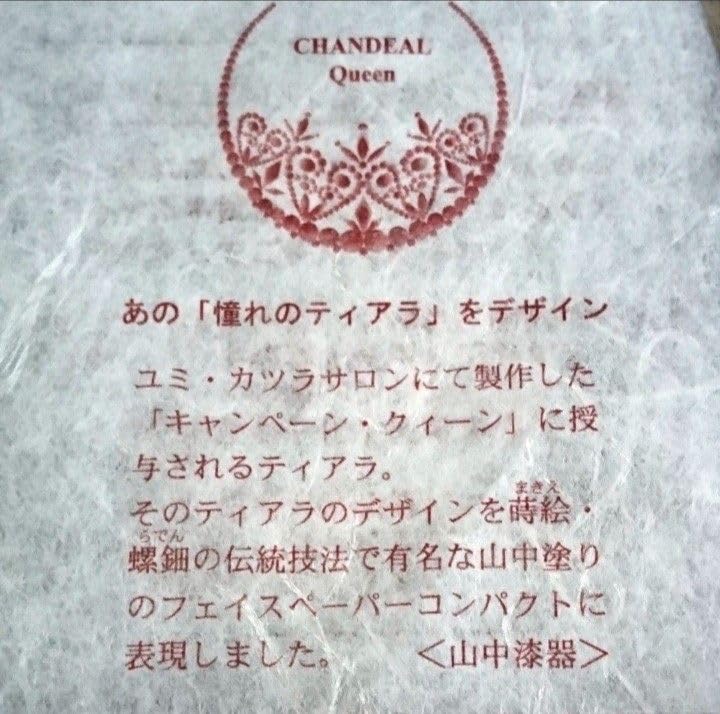 CHANDEAL
Queen
あの「憧れのティアラ」をデザイン
ユミ・カツラサロンにて製作した
「キャンペーン・クィーン」に授
与されるティアラ。
まきえ
そのティアラのデザインを蒔絵・
らでん
螺鈿の伝統技法で有名な山中塗り
のフェイスペーパーコンパクトに
表現しました。 <山中漆器>